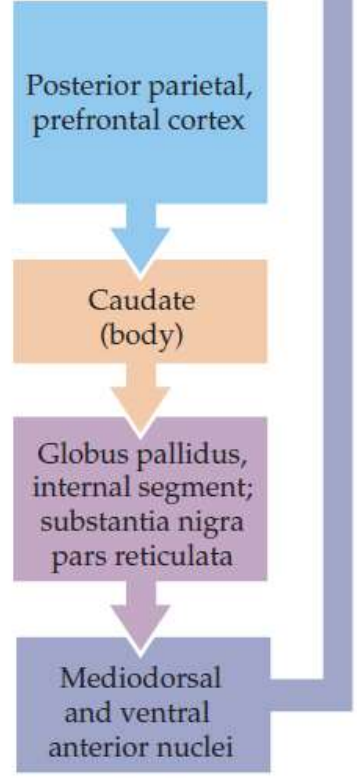 Posterior parietal,
prefrontal cortex
Caudate
(body)
Globus pallidus,
internal segment;
substantia nigra
pars reticulata
Mediodorsal
and ventral
anterior nuclei